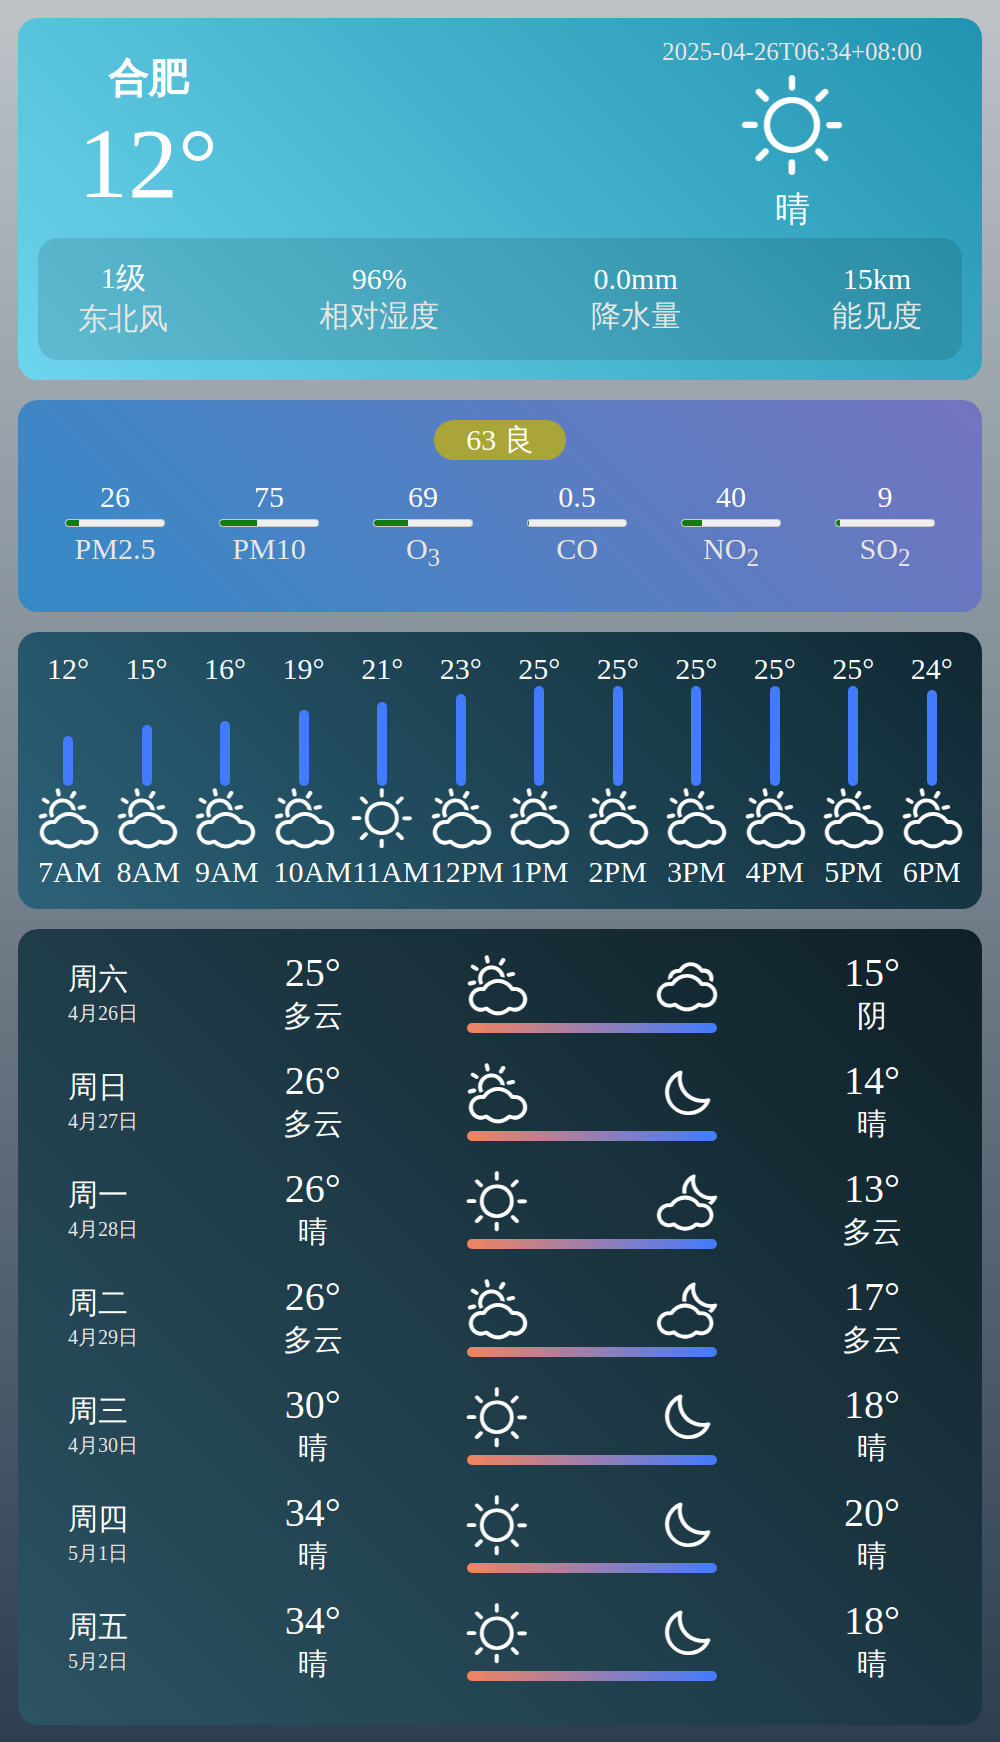 合肥
12°
2025-04-26T06:34+08:00
晴
1级 96% 0.0mm 15km
东北风 相对湿度 降水量 能见度
63 良
26 75 69 0.5 40 9
PM2.5 PM10 O3 CO NO2 SO2
12° 15° 16° 19° 21° 23° 25° 25° 25° 25° 25° 24°
7AM 8AM 9AM 10AM 11AM 12PM 1PM 2PM 3PM 4PM 5PM 6PM
周六 25° 15°
4月26日 多云 阴
周日 26° 14°
4月27日 多云 晴
周一 26° 13°
4月28日 晴 多云
周二 26° 17°
4月29日 多云 多云
周三 30° 18°
4月30日 晴 晴
周四 34° 20°
5月1日 晴 晴
周五 34° 18°
5月2日 晴 晴